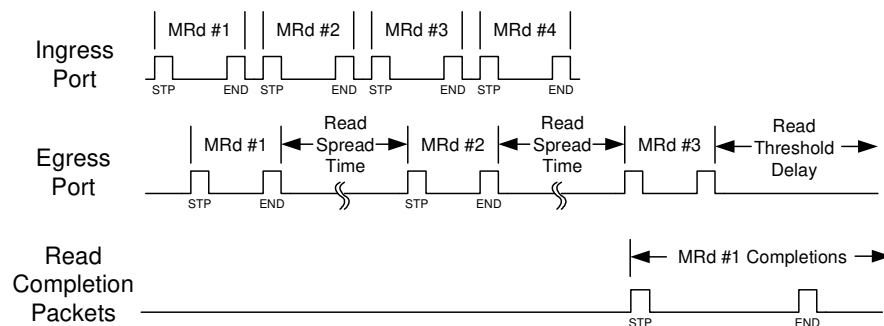 MRd #1 MRd #2 MRd #3 MRd #4
Ingress
Port
STP END STP END STP END STP END
Egress
Port
MRd #1
Read
Spread
Time
MRd #2
Read
Spread
Time
MRd #3
Read
Threshold
Delay
STP END STP END
Read
Completion
Packets
MRd #1 Completions
STP END